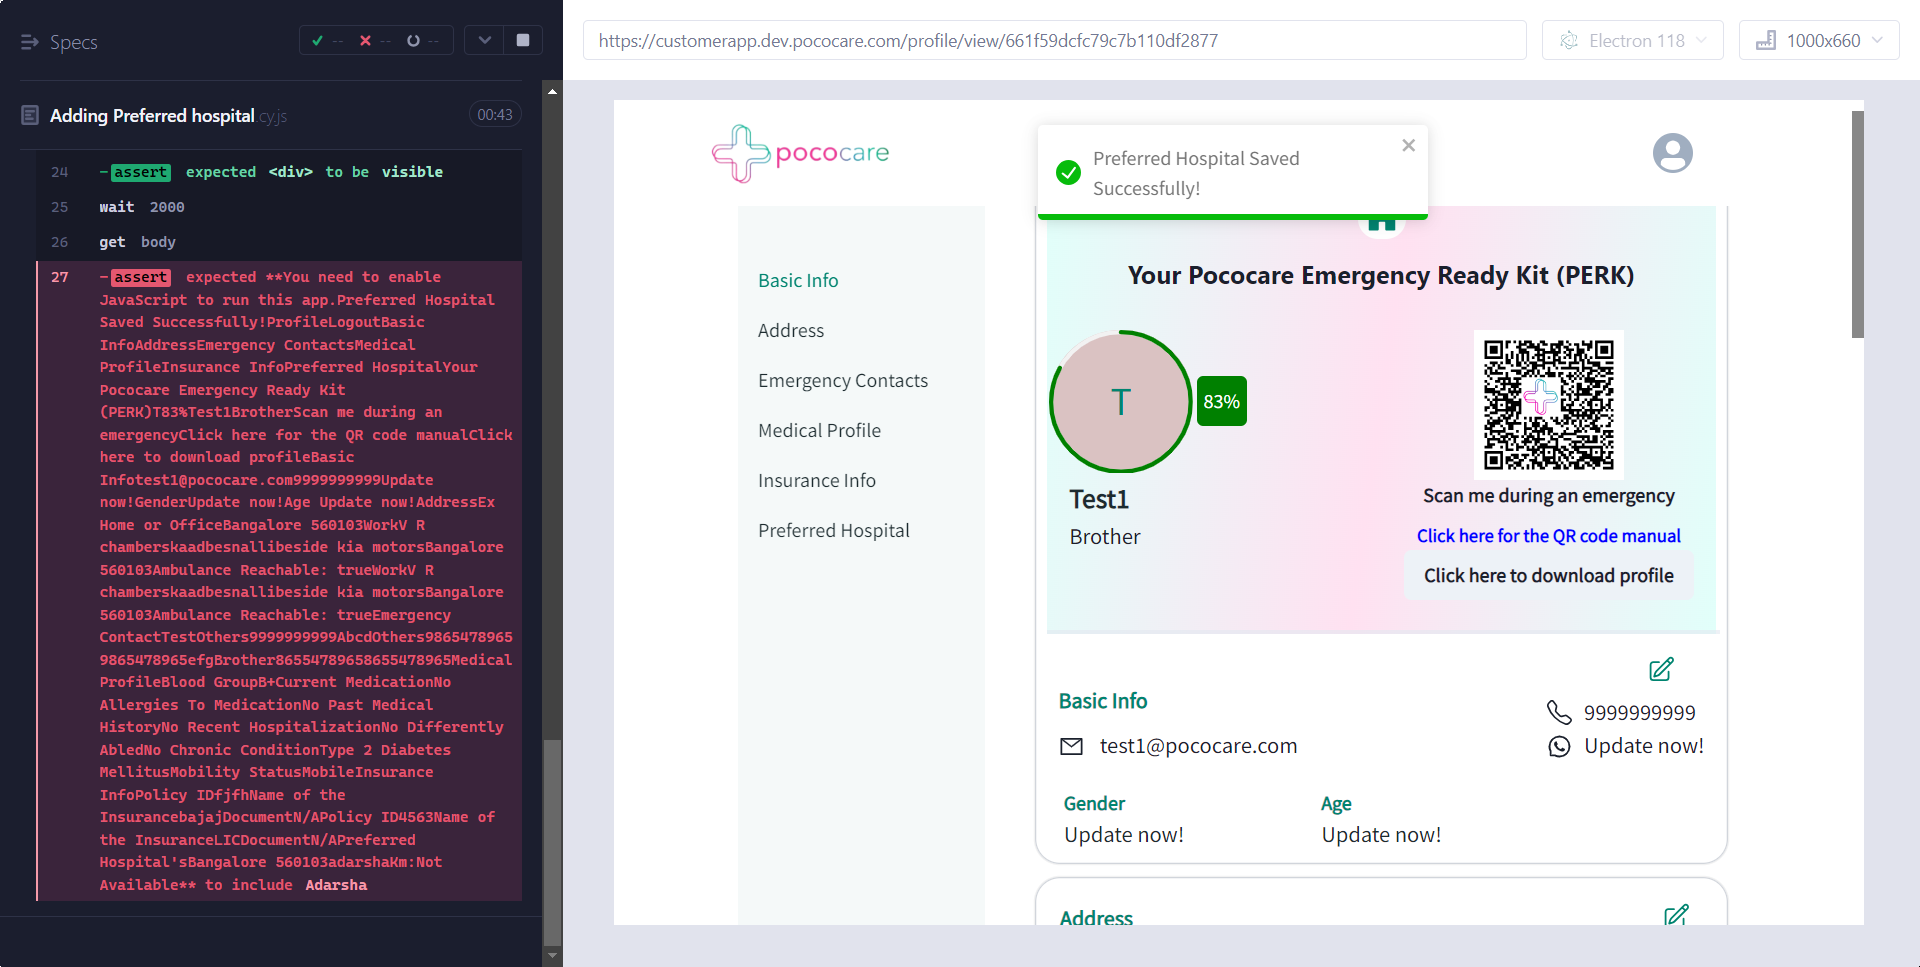 Specs
--
--
--
Adding Preferred hospital.cy.js
00:43
24 -assert expected <div> to be visible
25 wait 2000
26 get body
27 -assert expected **You need to enable
JavaScript to run this app.Preferred Hospital
Saved Successfully!ProfileLogoutBasic
InfoAddressEmergency ContactsMedical
ProfileInsurance InfoPreferred HospitalYour
Pococare Emergency Ready Kit
(PERK)T83%Test1BrotherScan me during an
emergencyClick here for the QR code manualClick
here to download profileBasic
Infotest1@pococare.com9999999999Update
now!GenderUpdate now!Age Update now!AddressEx
Home or OfficeBangalore 560103WorkV R
chamberskaadbesnallibeside kia motorsBangalore
560103Ambulance Reachable: trueWorkV R
chamberskaadbesnallibeside kia motorsBangalore
560103Ambulance Reachable: trueEmergency
ContactTestOthers9999999999AbcdOthers9865478965
9865478965efgBrother86554789658655478965Medical
ProfileBlood GroupB+Current MedicationNo
Allergies To MedicationNo Past Medical
HistoryNo Recent HospitalizationNo Differently
AbledNo Chronic ConditionType 2 Diabetes
MellitusMobility StatusMobileInsurance
InfoPolicy IDfjfhName of the
InsurancebajajDocumentN/APolicy ID4563Name of
the InsuranceLICDocumentN/APreferred
Hospital'sBangalore 560103adarshaKm:Not
Available** to include Adarsha
https://customerapp.dev.pococare.com/profile/view/661f59dcfc79c7b110df2877
Electron 118
1000x660
pococare
Preferred Hospital Saved
Successfully!
Basic Info
Address
Emergency Contacts
Medical Profile
Insurance Info
Preferred Hospital
Your Pococare Emergency Ready Kit (PERK)
T
83%
Test1
Brother
Scan me during an emergency
Click here for the QR code manual
Click here to download profile
Basic Info
9999999999
test1@pococare.com
Update now!
Gender
Age
Update now!
Update now!
Address